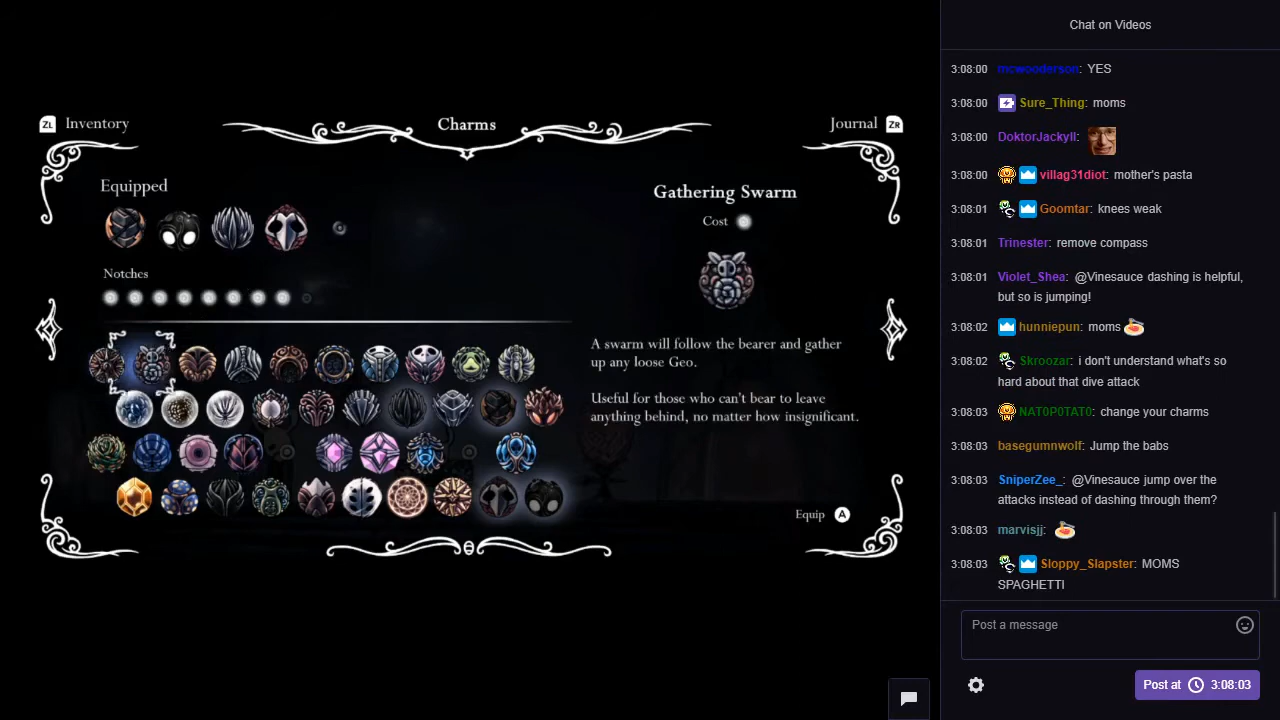 Chat on Videos
3:08:00 mcwooderson: YES
3:08:00 Sure_Thing: moms
3:08:00 DoktorJackyll:
3:08:00 villag31diot: mother's pasta
3:08:01 Goomtar: knees weak
3:08:01 Trinester: remove compass
3:08:01 Violet_Shea: @Vinesauce dashing is helpful,
but so is jumping!
3:08:02 hunniepun: moms
3:08:02 Skroozar: i don't understand what's so
hard about that dive attack
3:08:03 NAT0P0TAT0: change your charms
3:08:03 basegumnwolf: Jump the babs
3:08:03 SniperZee_: @Vinesauce jump over the
attacks instead of dashing through them?
3:08:03 marvisjj:
3:08:03 Sloppy_Slapster: MOMS
SPAGHETTI
Post a message
Post at 3:08:03
ZL Inventory
Charms
Journal ZR
Equipped
Notches
Gathering Swarm
Cost
A swarm will follow the bearer and gather
up any loose Geo.
Useful for those who can't bear to leave
anything behind, no matter how insignificant.
Equip A